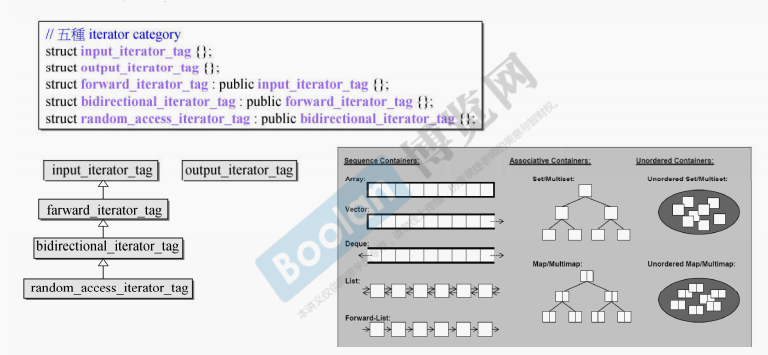 // 五種 iterator category
struct input_iterator_tag {};
struct output_iterator_tag {};
struct forward_iterator_tag : public input_iterator_tag {};
struct bidirectional_iterator_tag : public forward_iterator_tag {};
struct random_access_iterator_tag : public bidirectional_iterator_tag {};
input_iterator_tag
output_iterator_tag
farward_iterator_tag
bidirectional_iterator_tag
random_access_iterator_tag
Sequence Containers:
Array:
Vector:
Deque:
List:
Forward-List:
Associative Containers:
Set/Multiset:
Map/Multimap:
Unordered Containers:
Unordered Set/Multiset:
Unordered Map/Multimap:
Boolan 博览网